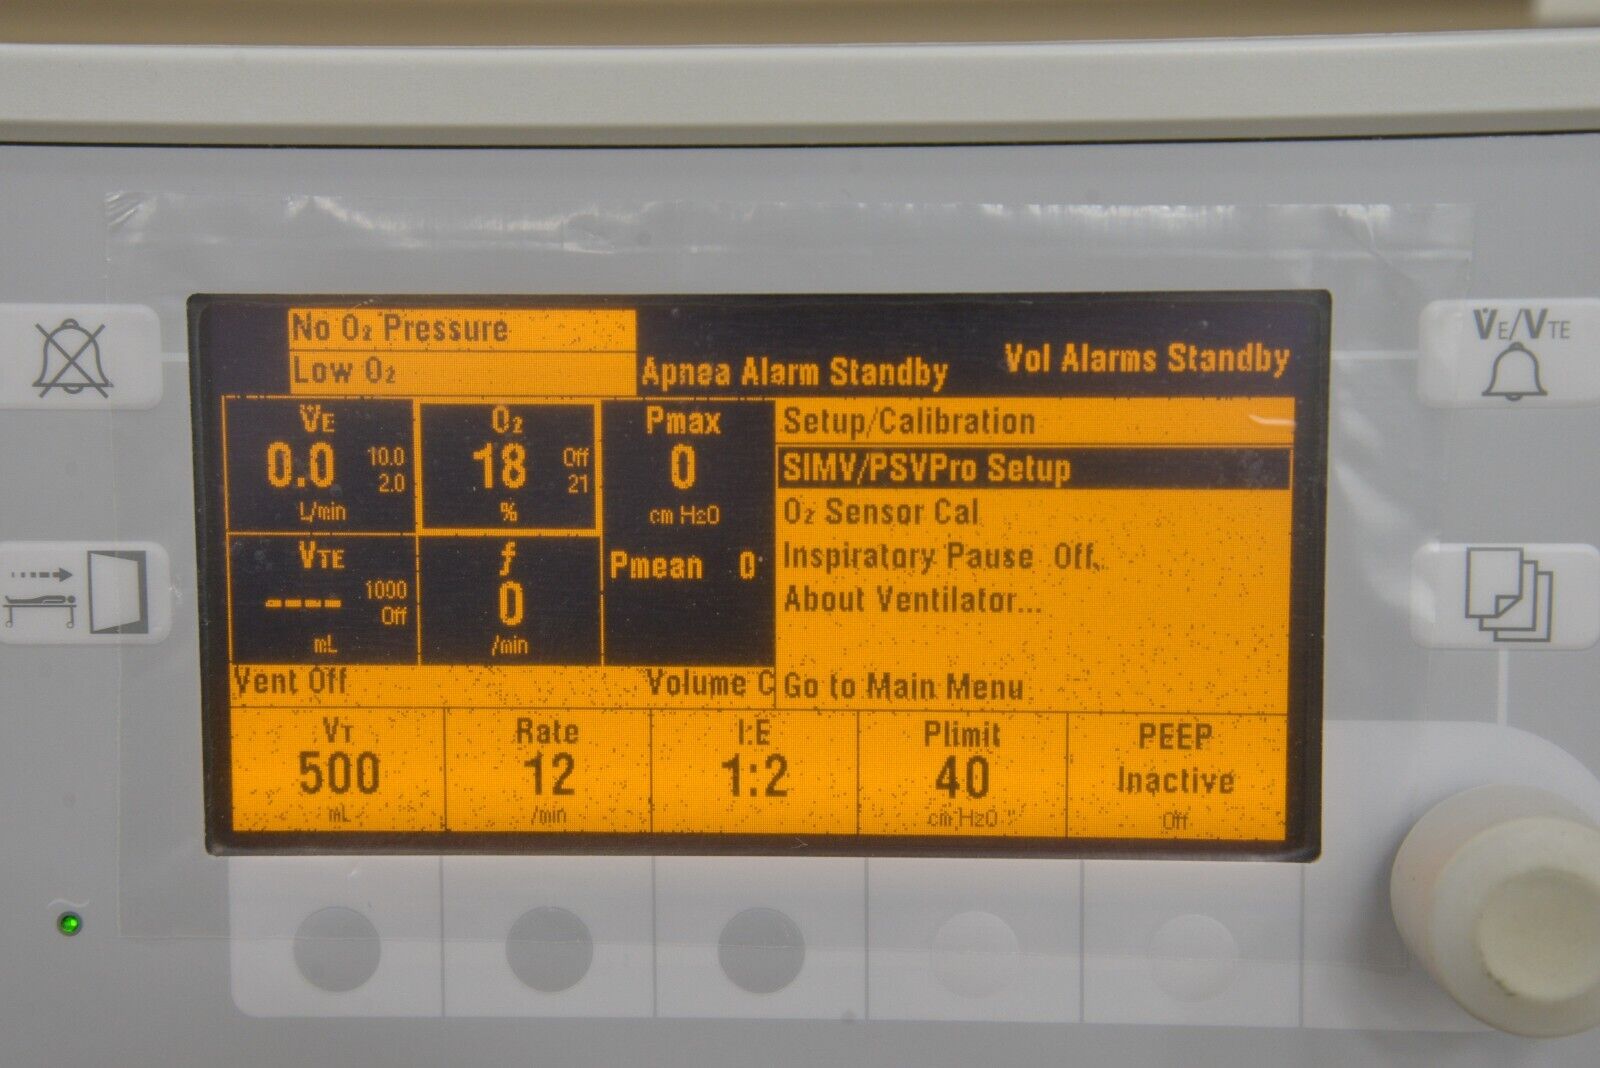 No O₂ Pressure
Low O₂
Apnea Alarm Standby
Vol Alarms Standby
V̇E/VTE
V̇E
0.0
10.0
2.0
L/min
O₂
18
Off
21
%
Pmax
0
cm H₂O
Pmean 0
VTE
----
1000
Off
mL
f
0
/min
Setup/Calibration
SIMV/PSVPro Setup
O₂ Sensor Cal
Inspiratory Pause Off
About Ventilator...
Go to Main Menu
Vent Off
Volume C
VT
500
mL
Rate
12
/min
I:E
1:2
Plimit
40
cm H₂O
PEEP
Inactive
Off